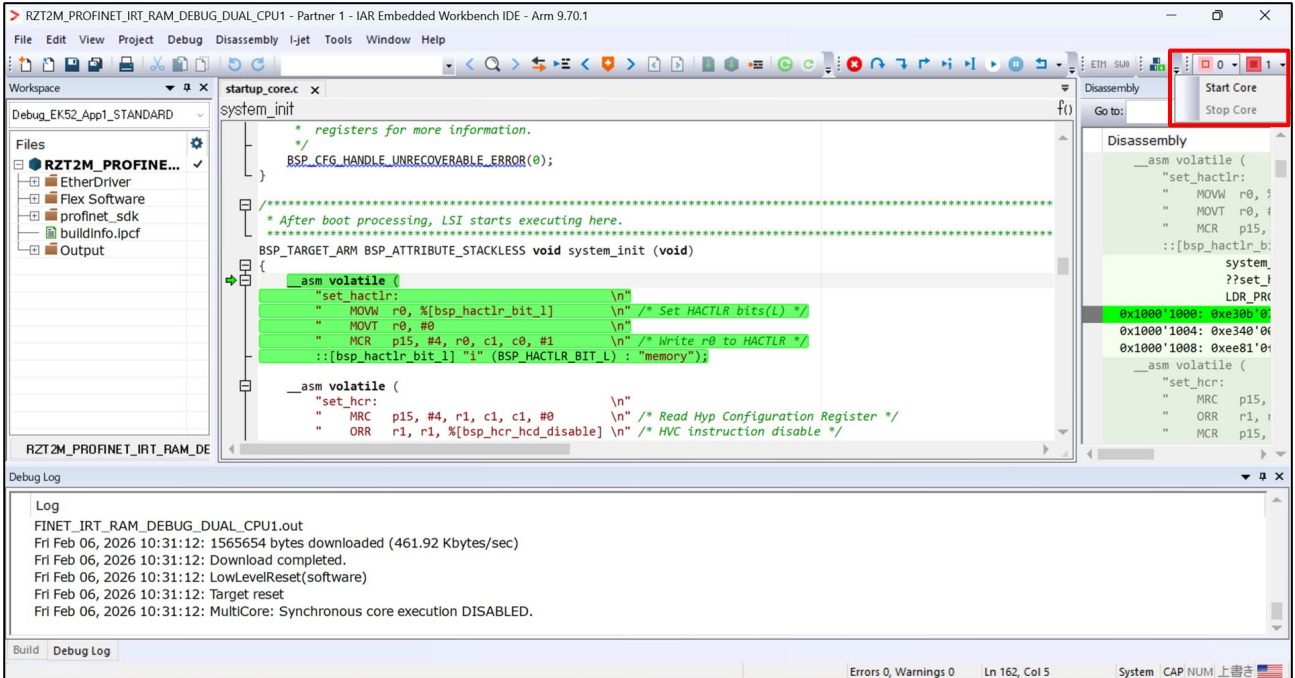 RZT2M_PROFINET_IRT_RAM_DEBUG_DUAL_CPU1 - Partner 1 - IAR Embedded Workbench IDE - Arm 9.70.1
File Edit View Project Debug Disassembly I-jet Tools Window Help
ETM SWO 0 1
Start Core
Stop Core
Workspace
Debug_EK52_App1_STANDARD
Files
RZT2M_PROFINE...
EtherDriver
Flex Software
profinet_sdk
buildinfo.ipcf
Output
RZT2M_PROFINET_IRT_RAM_DE
startup_core.c
system_init
f()
* registers for more information.
*/
BSP_CFG_HANDLE_UNRECOVERABLE_ERROR(0);
}
* After boot processing, LSI starts executing here.
BSP_TARGET_ARM BSP_ATTRIBUTE_STACKLESS void system_init (void)
{
__asm volatile (
"set_hactlr: \n"
" MOVW r0, %[bsp_hactlr_bit_l] \n" /* Set HACTLR bits(L) */
" MOVT r0, #0 \n"
" MCR p15, #4, r0, c1, c0, #1 \n" /* Write r0 to HACTLR */
::[bsp_hactlr_bit_l] "i" (BSP_HACTLR_BIT_L) : "memory");
__asm volatile (
"set_hcr: \n"
" MRC p15, #4, r1, c1, c1, #0 \n" /* Read Hyp Configuration Register */
" ORR r1, r1, %[bsp_hcr_hcd_disable] \n" /* HVC instruction disable */
Disassembly
Go to:
Disassembly
__asm volatile (
"set_hactlr:
" MOVW r0,
" MOVT r0,
" MCR p15,
::[bsp_hactlr_b
system_
??set_
LDR_PR
0x1000'1000: 0xe30b'0
0x1000'1004: 0xe340'0
0x1000'1008: 0xee81'0
__asm volatile (
"set_hcr:
" MRC p15,
" ORR r1,
" MCR p15,
Debug Log
Log
FINET_IRT_RAM_DEBUG_DUAL_CPU1.out
Fri Feb 06, 2026 10:31:12: 1565654 bytes downloaded (461.92 Kbytes/sec)
Fri Feb 06, 2026 10:31:12: Download completed.
Fri Feb 06, 2026 10:31:12: LowLevelReset(software)
Fri Feb 06, 2026 10:31:12: Target reset
Fri Feb 06, 2026 10:31:12: MultiCore: Synchronous core execution DISABLED.
Build Debug Log
Errors 0, Warnings 0 Ln 162, Col 5 System CAP NUM 上書き